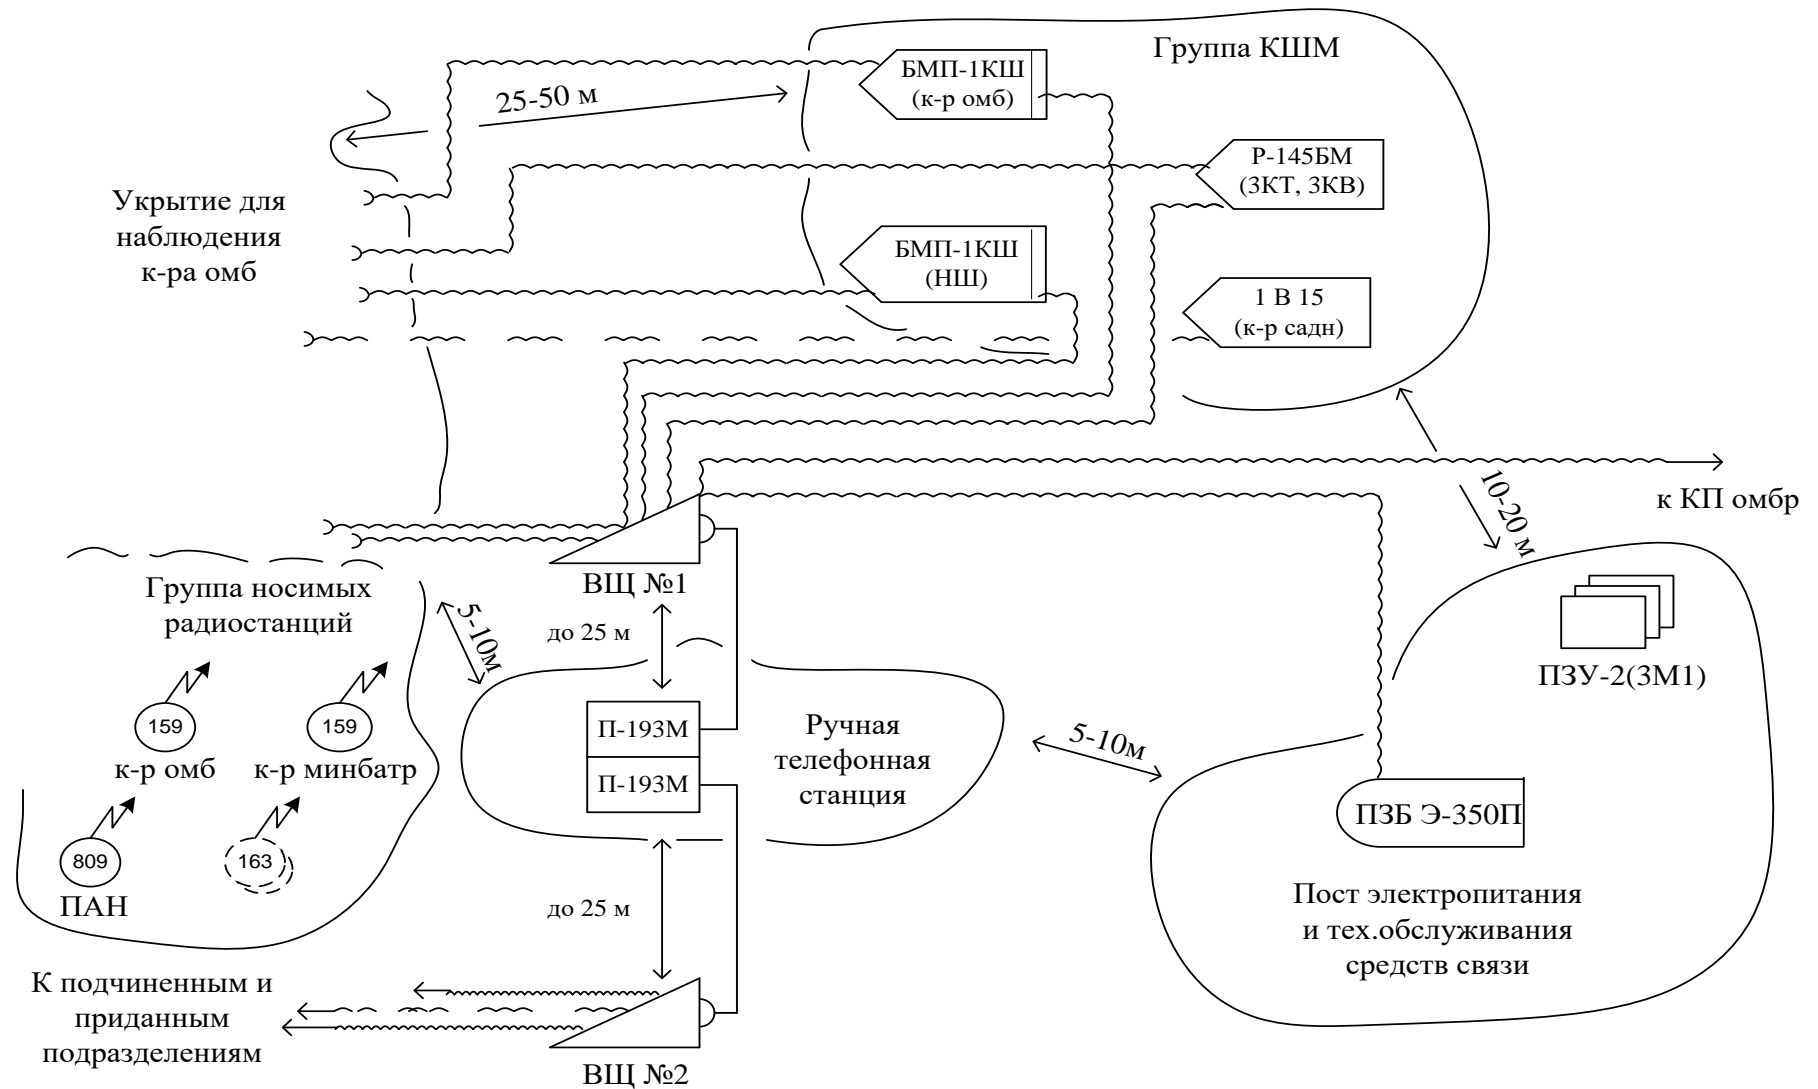 Группа КШМ
БМП-1КШ
(к-р омб)
25-50 м
Р-145БМ
(3КТ, 3КВ)
Укрытие для
наблюдения
к-ра омб
БМП-1КШ
(НШ)
1 В 15
(к-р садн)
10-20 м
к КП омбр
ВЩ №1
Группа носимых
радиостанций
5-10м
до 25 м
ПЗУ-2(3М1)
159
к-р омб
159
к-р минбатр
П-193М
П-193М
Ручная
телефонная
станция
5-10м
809
ПАН
163
ПЗБ Э-350П
до 25 м
Пост электропитания
и тех.обслуживания
средств связи
К подчиненным и
приданным
подразделениям
ВЩ №2